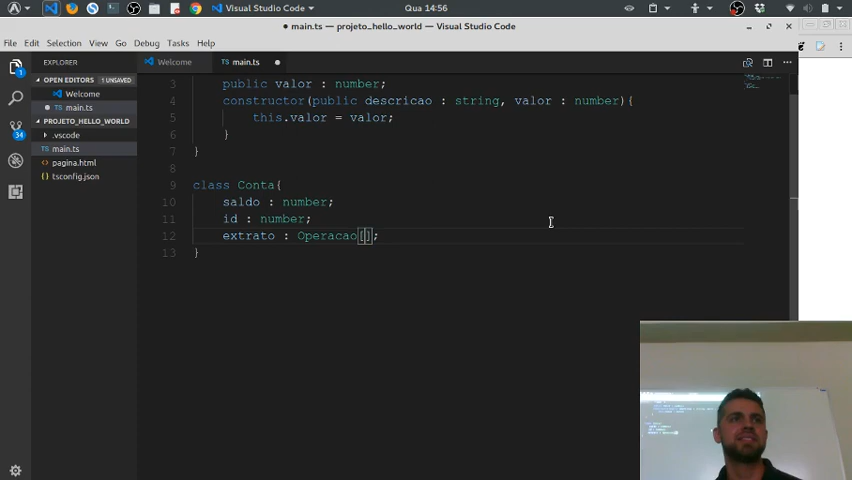 Visual Studio Code
Qua 14:56
main.ts - projeto_hello_world - Visual Studio Code
File Edit Selection View Go Debug Tasks Help
EXPLORER
Welcome
main.ts
OPEN EDITORS 1 UNSAVED
Welcome
main.ts
PROJETO_HELLO_WORLD
.vscode
main.ts
pagina.html
tsconfig.json
1
34
3 public valor : number;
4 constructor(public descricao : string, valor : number){
5 this.valor = valor;
6 }
7 }
8
9 class Conta{
10 saldo : number;
11 id : number;
12 extrato : Operacao[];
13 }